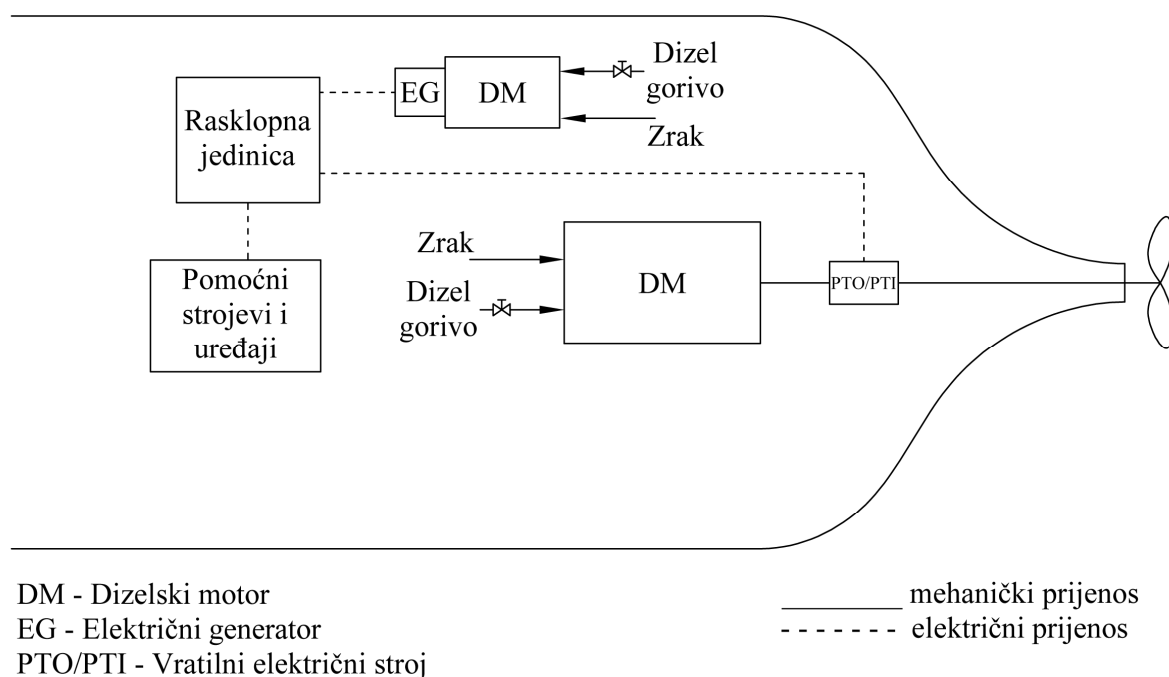 Dizel
gorivo
EG
DM
Zrak
Rasklopna
jedinica
Zrak
DM
PTO/PTI
Dizel
gorivo
Pomoćni
strojevi i
uređaji
DM - Dizelski motor
EG - Električni generator
PTO/PTI - Vratilni električni stroj
mehanički prijenos
električni prijenos